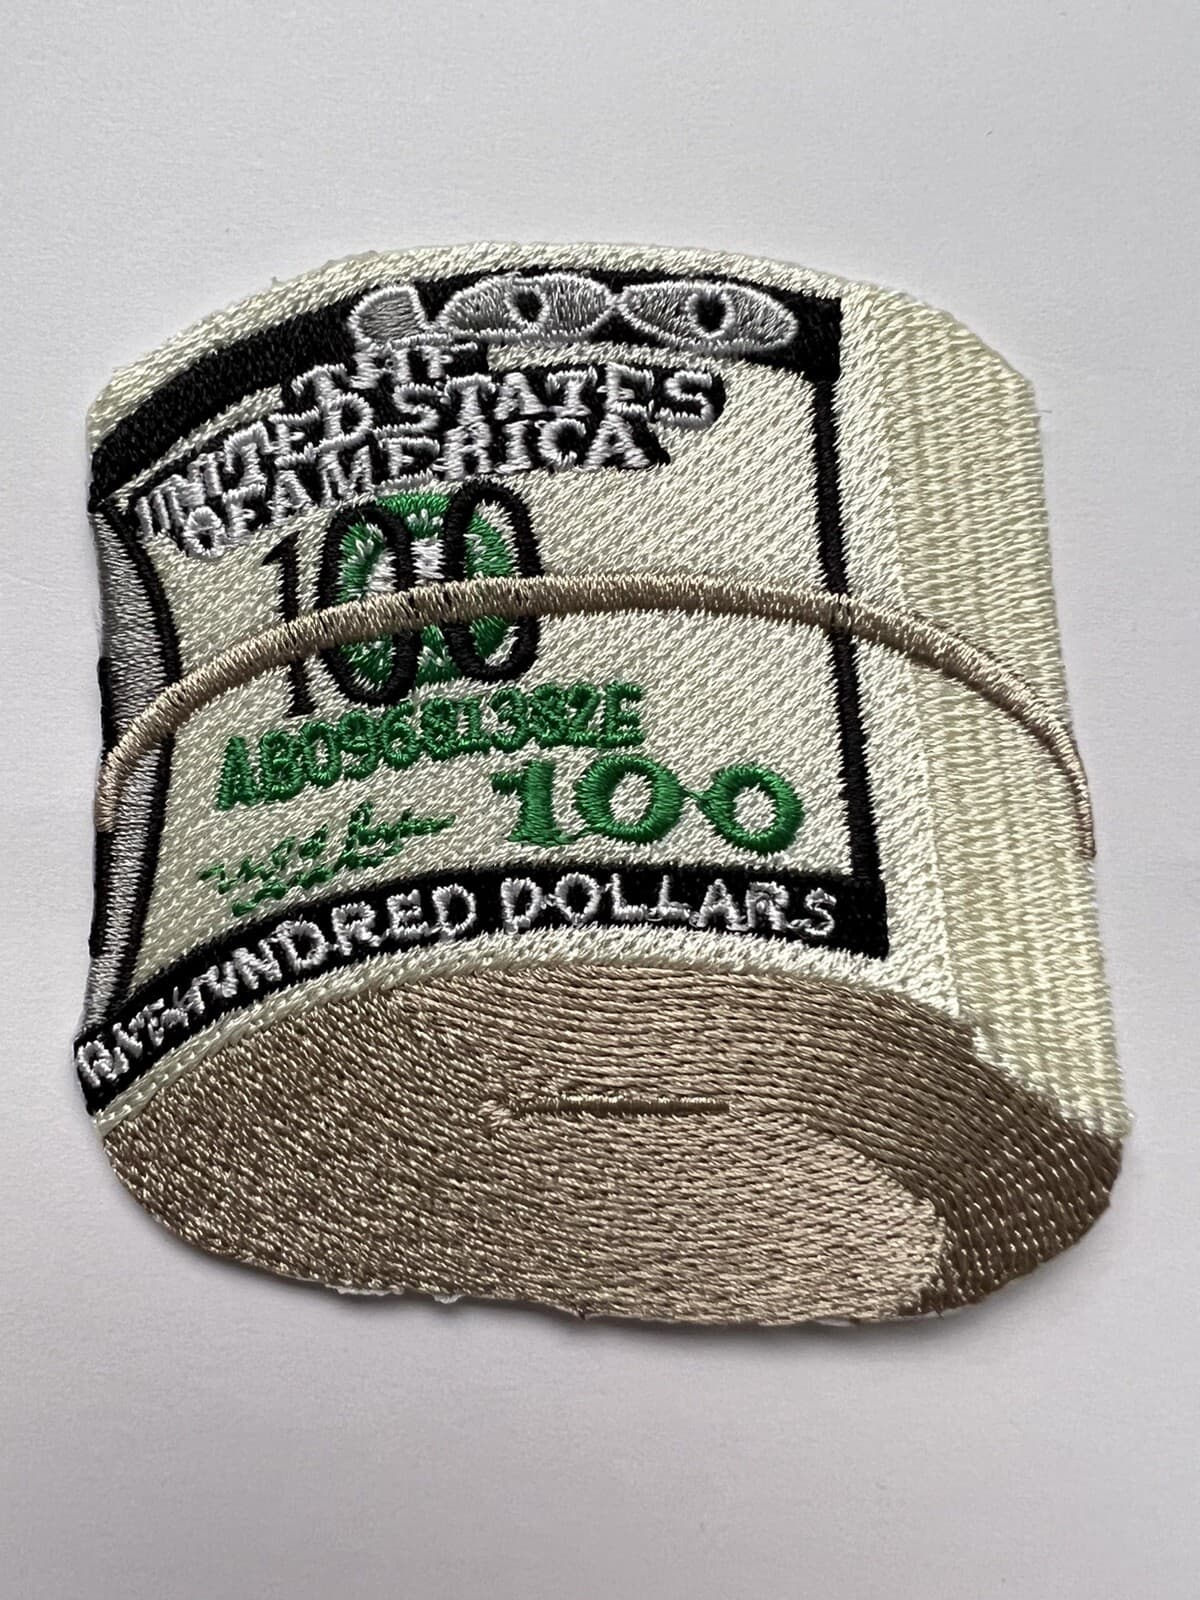 100
THE
UNITED STATES
OF AMERICA
100
AB09681382E
100
HUNDRED DOLLARS